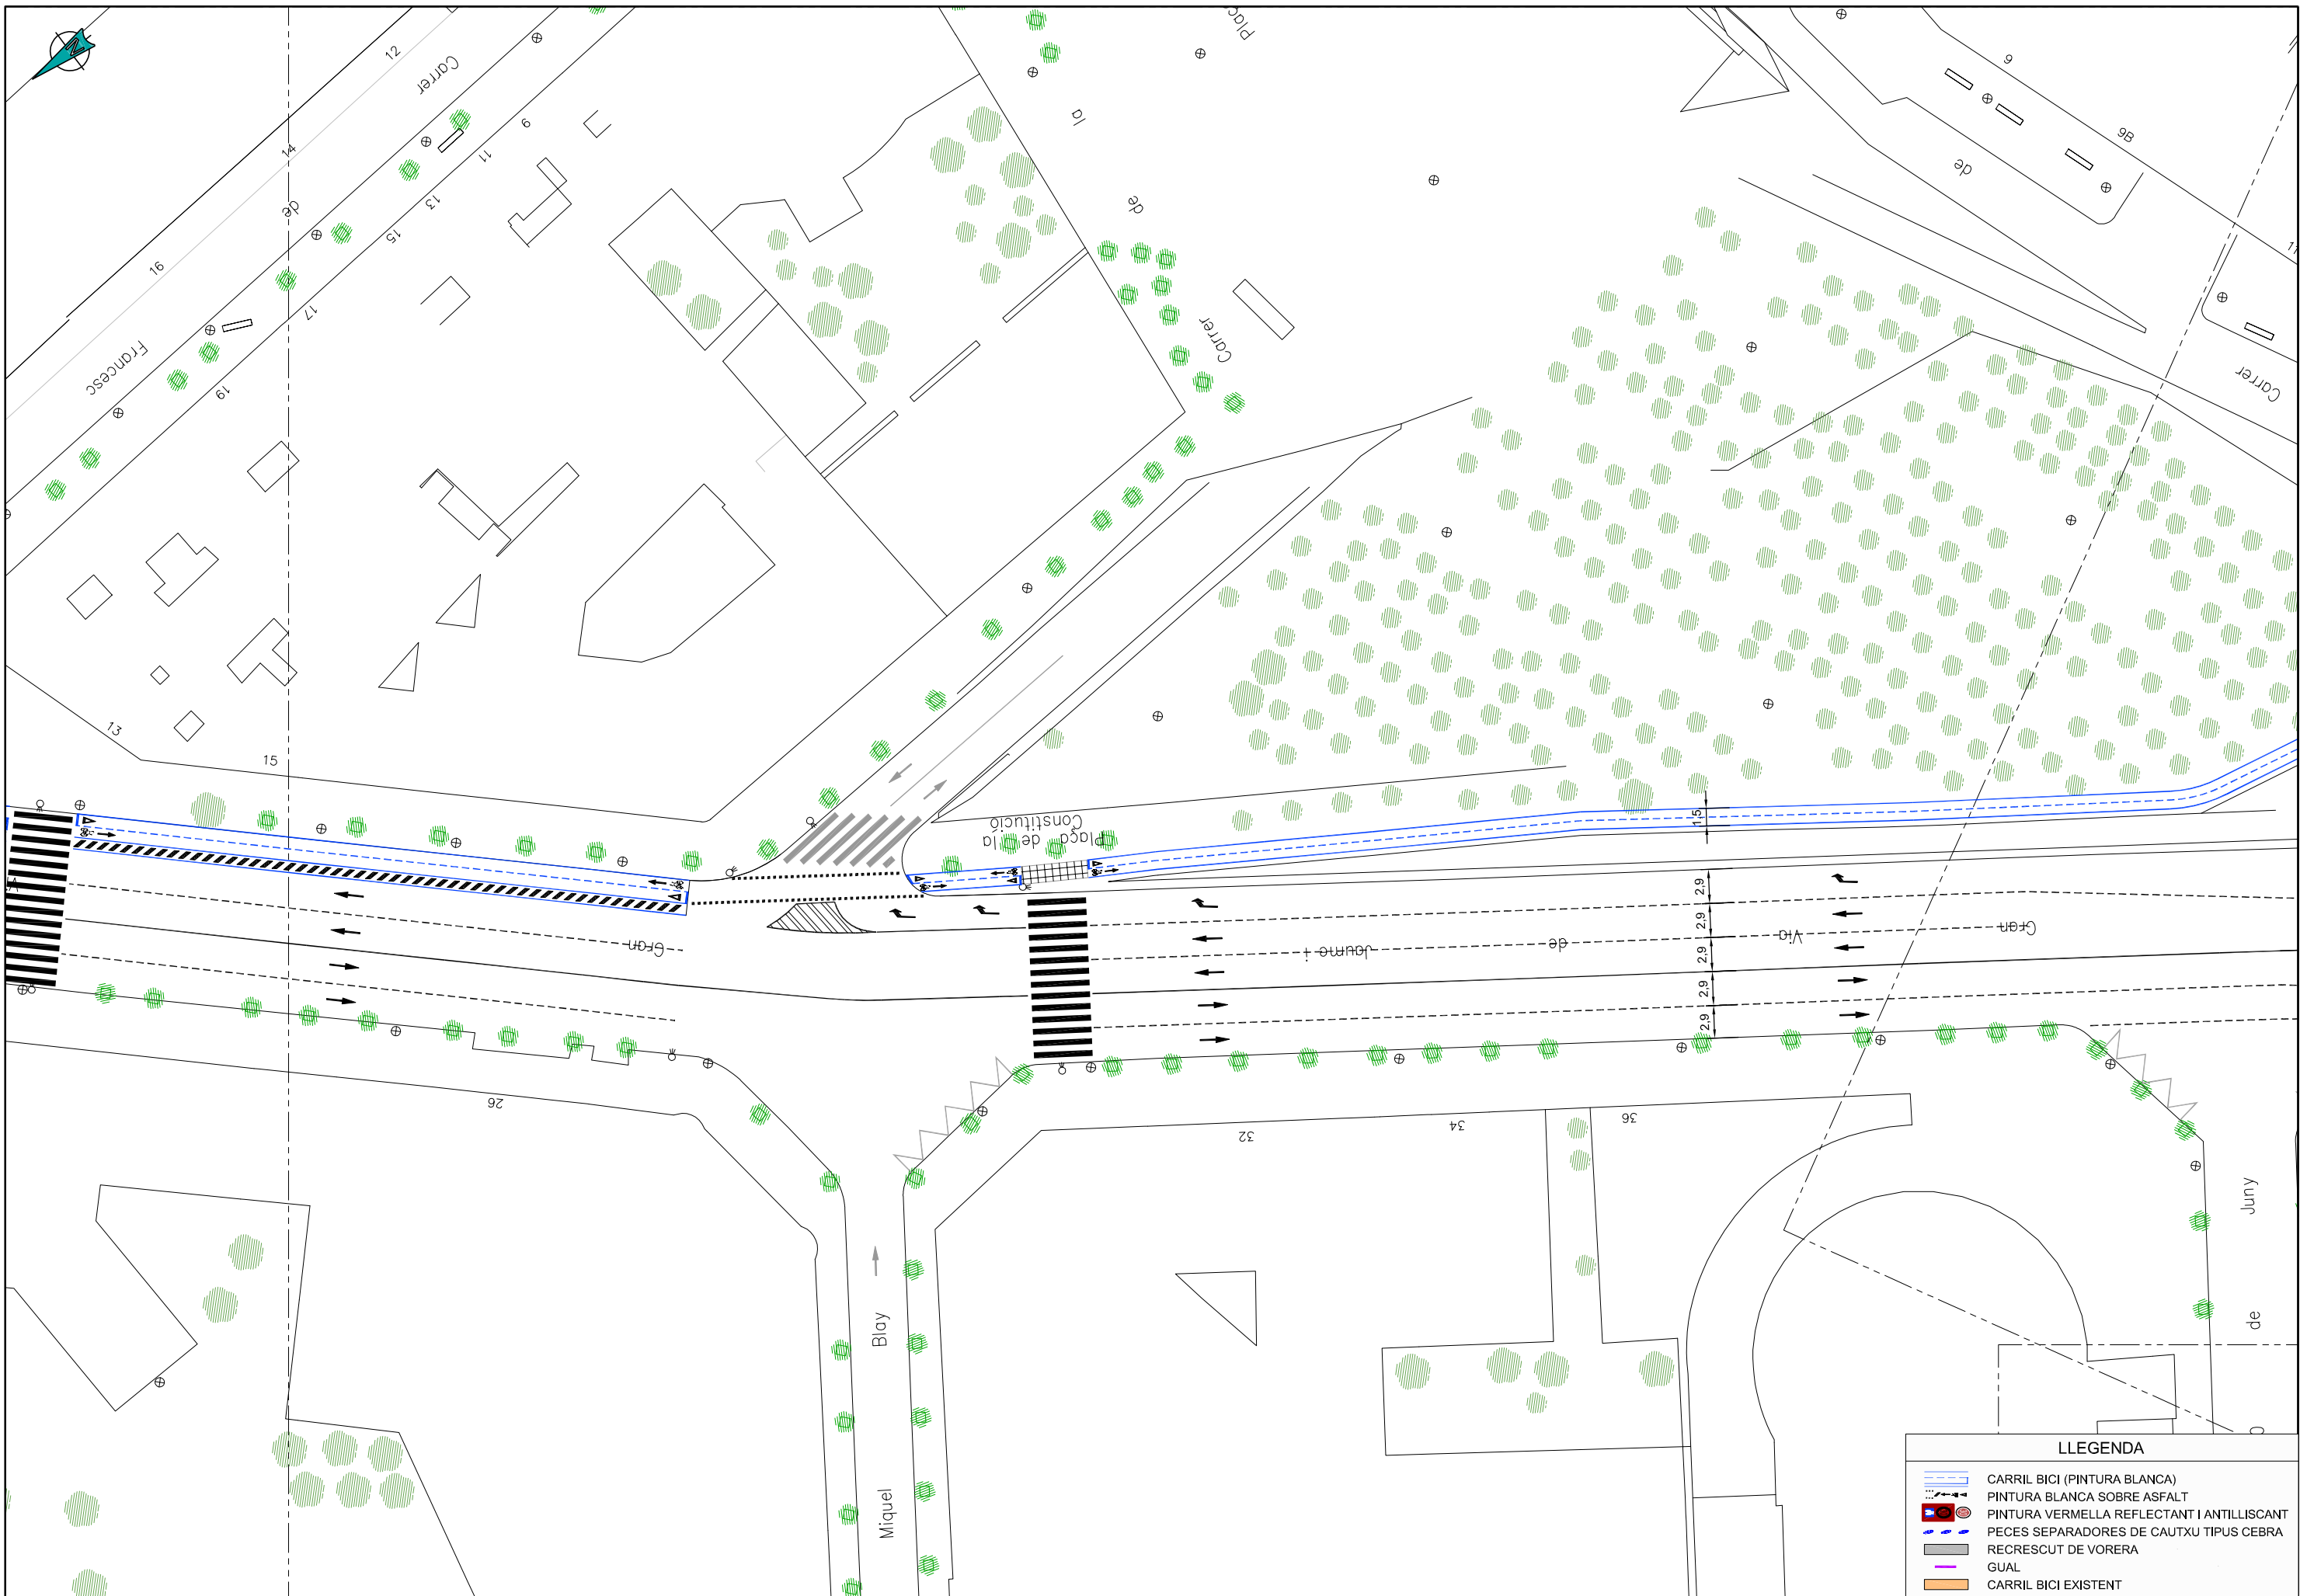 N
Carrer
de
Francesc
12
14
16
9
11
13
15
17
19
13
15
Plaça
la
de
Carrer
9
9B
11
de
Carrer
Plaça de la
Constitució
1,5
2,9
2,9
2,9
2,9
2,9
Gran
Via
de
Jaume I
Gran
26
32
34
36
Miquel
Blay
de
Juny
LLEGENDA
CARRIL BICI (PINTURA BLANCA)
PINTURA BLANCA SOBRE ASFALT
PINTURA VERMELLA REFLECTANT I ANTILLISCANT
PECES SEPARADORES DE CAUTXU TIPUS CEBRA
RECRESCUT DE VORERA
GUAL
CARRIL BICI EXISTENT